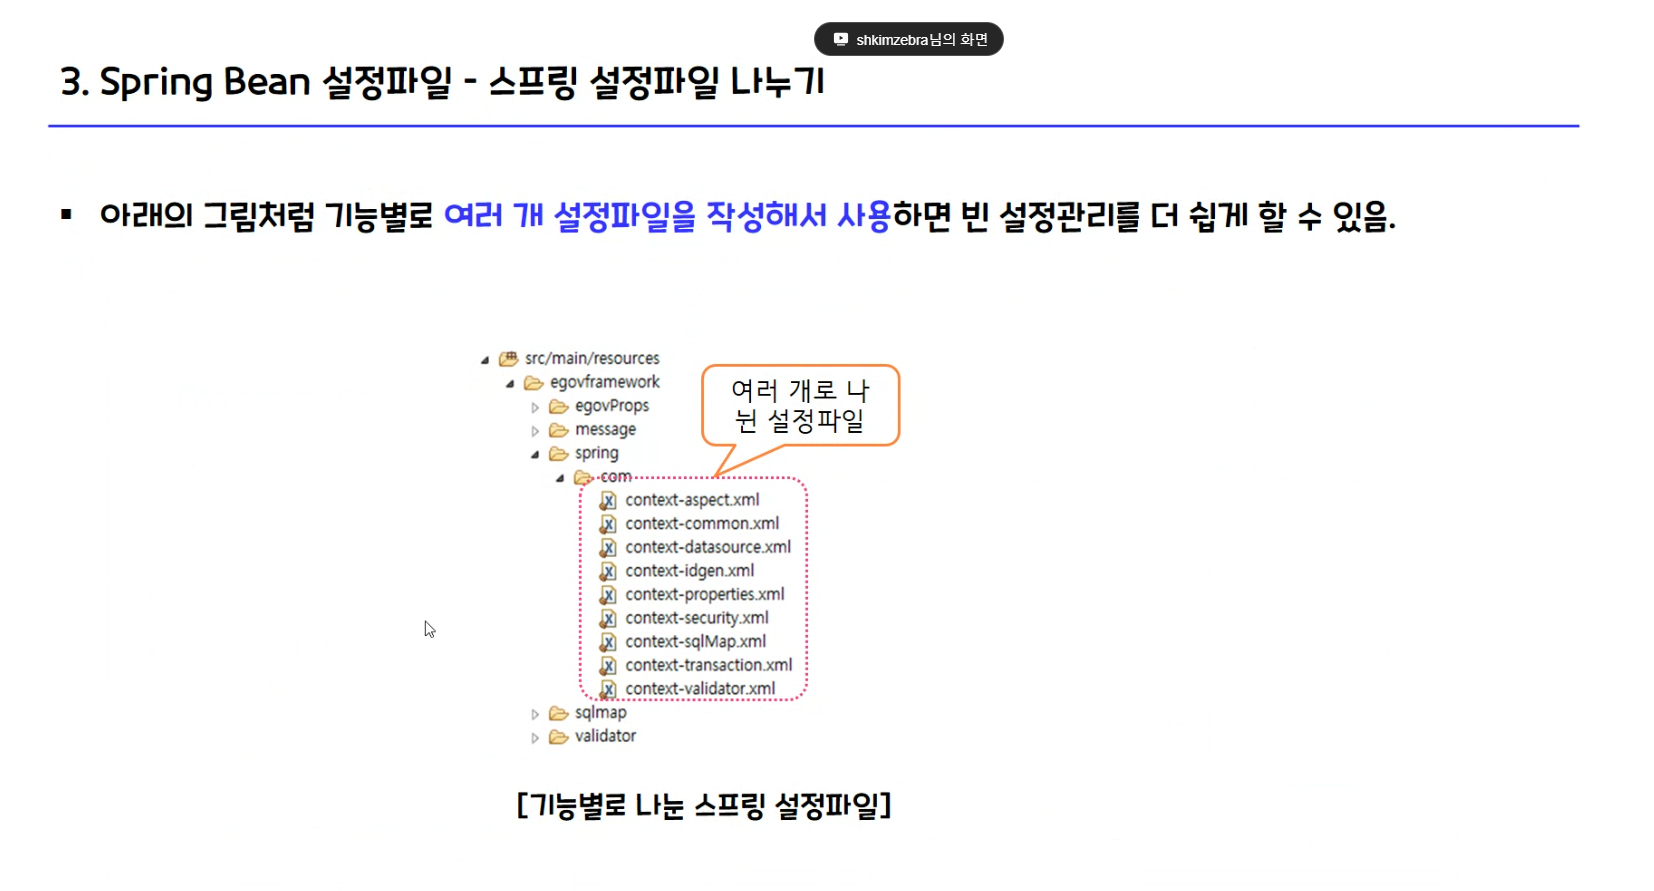 shkimzebra님의 화면
3. Spring Bean 설정파일 - 스프링 설정파일 나누기
▪ 아래의 그림처럼 기능별로 여러 개 설정파일을 작성해서 사용하면 빈 설정관리를 더 쉽게 할 수 있음.
src/main/resources
egovframework
egovProps
message
spring
com
여러 개로 나
뉜 설정파일
context-aspect.xml
context-common.xml
context-datasource.xml
context-idgen.xml
context-properties.xml
context-security.xml
context-sqlMap.xml
context-transaction.xml
context-validator.xml
sqlmap
validator
[기능별로 나눈 스프링 설정파일]